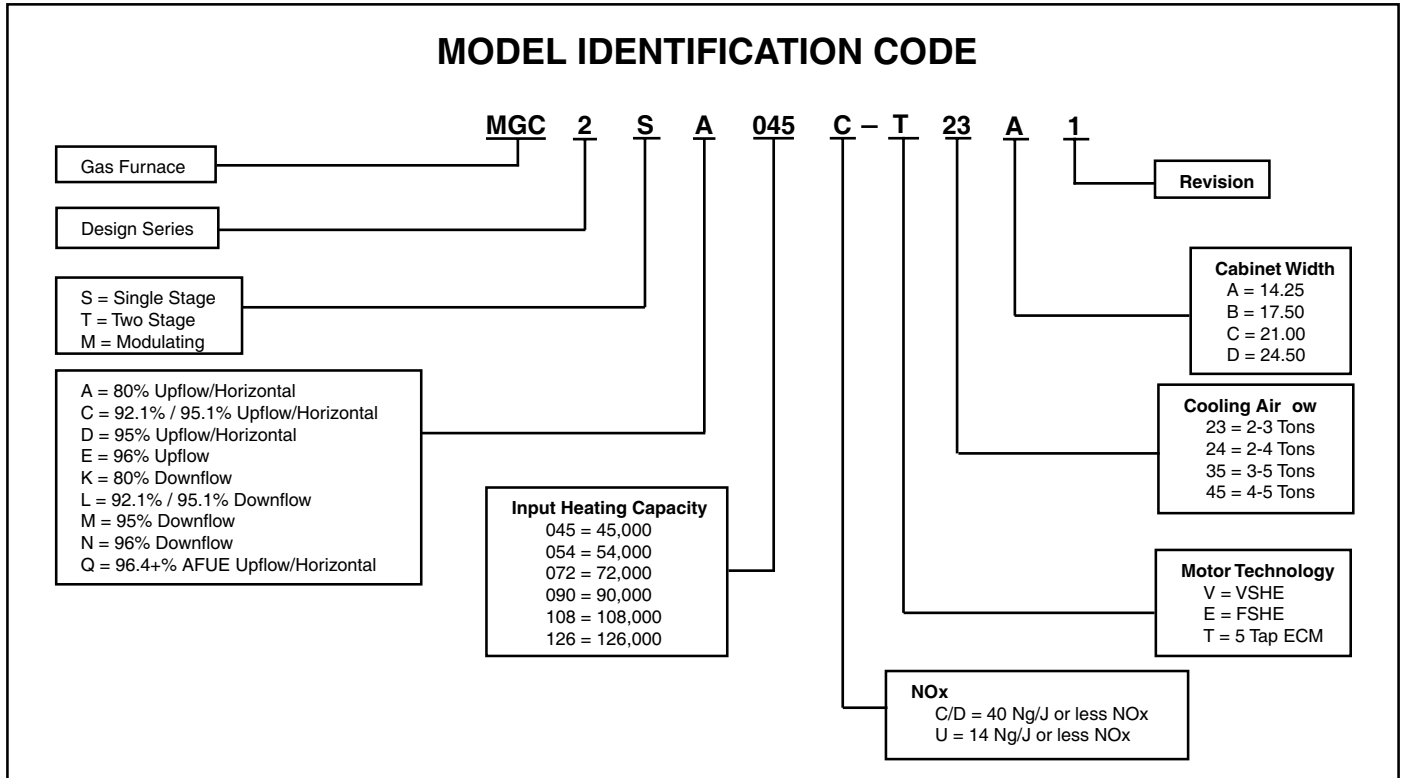 MODEL IDENTIFICATION CODE
MGC 2 S A 045 C – T 23 A 1
Gas Furnace
Revision
Design Series
S = Single Stage
T = Two Stage
M = Modulating
A = 80% Upflow/Horizontal
C = 92.1% / 95.1% Upflow/Horizontal
D = 95% Upflow/Horizontal
E = 96% Upflow
K = 80% Downflow
L = 92.1% / 95.1% Downflow
M = 95% Downflow
N = 96% Downflow
Q = 96.4+% AFUE Upflow/Horizontal
Input Heating Capacity
045 = 45,000
054 = 54,000
072 = 72,000
090 = 90,000
108 = 108,000
126 = 126,000
Cabinet Width
A = 14.25
B = 17.50
C = 21.00
D = 24.50
Cooling Air ow
23 = 2-3 Tons
24 = 2-4 Tons
35 = 3-5 Tons
45 = 4-5 Tons
Motor Technology
V = VSHE
E = FSHE
T = 5 Tap ECM
NOx
C/D = 40 Ng/J or less NOx
U = 14 Ng/J or less NOx